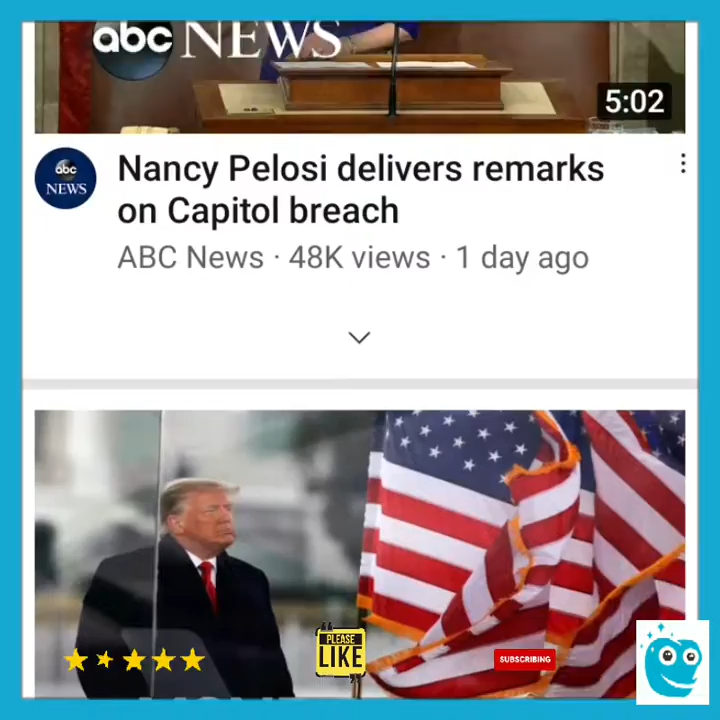 abc NEWS
5:02
abc
NEWS
Nancy Pelosi delivers remarks
on Capitol breach
ABC News · 48K views · 1 day ago
PLEASE
LIKE
SUBSCRIBING